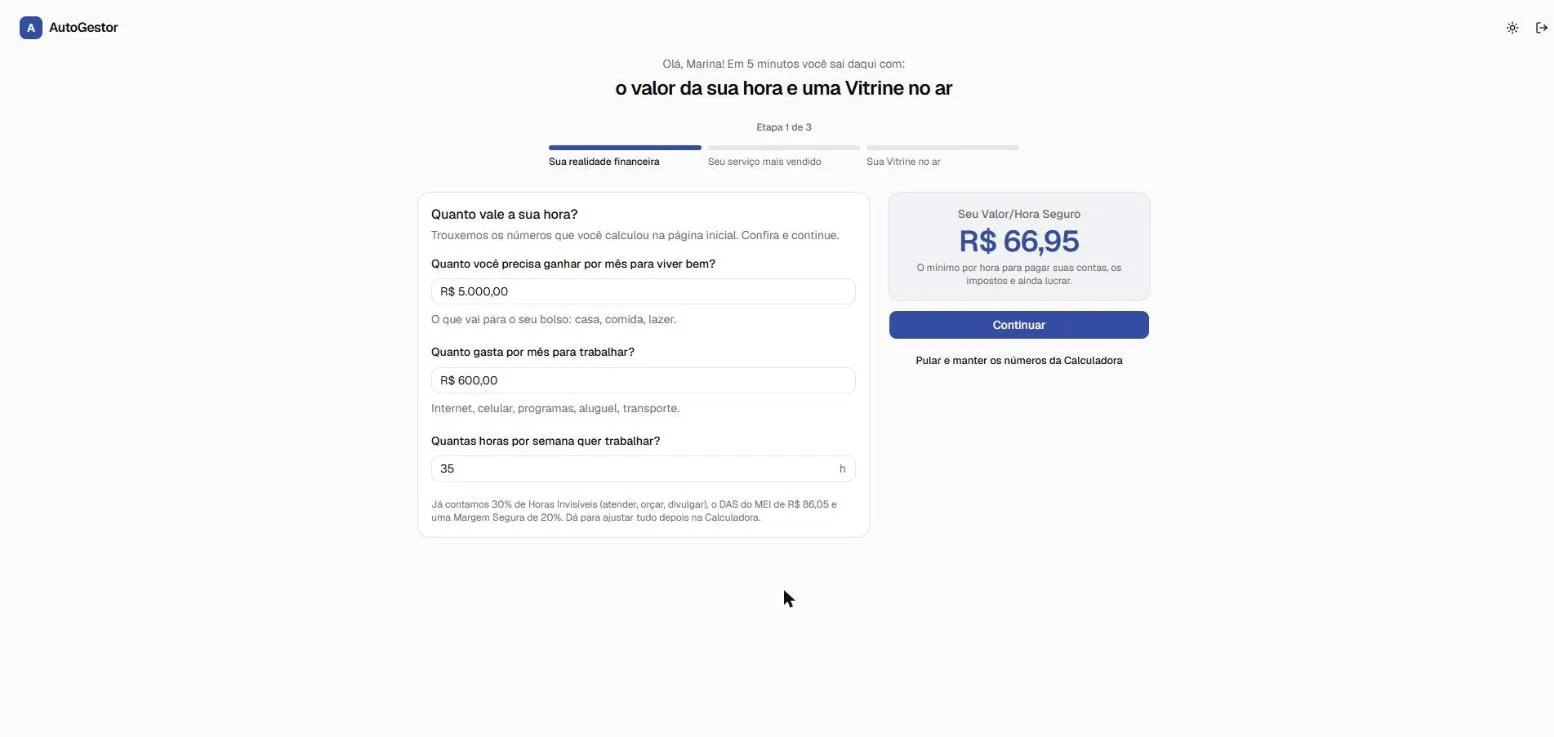 A AutoGestor
Olá, Marina! Em 5 minutos você sai daqui com:
o valor da sua hora e uma Vitrine no ar
Etapa 1 de 3
Sua realidade financeira
Seu serviço mais vendido
Sua Vitrine no ar
Quanto vale a sua hora?
Trouxemos os números que você calculou na página inicial. Confira e continue.
Quanto você precisa ganhar por mês para viver bem?
R$ 5.000,00
O que vai para o seu bolso: casa, comida, lazer.
Quanto gasta por mês para trabalhar?
R$ 600,00
Internet, celular, programas, aluguel, transporte.
Quantas horas por semana quer trabalhar?
35 h
Já contamos 30% de Horas Invisíveis (atender, orçar, divulgar), o DAS do MEI de R$ 86,05 e
uma Margem Segura de 20%. Dá para ajustar tudo depois na Calculadora.
Seu Valor/Hora Seguro
R$ 66,95
O mínimo por hora para pagar suas contas, os
impostos e ainda lucrar.
Continuar
Pular e manter os números da Calculadora